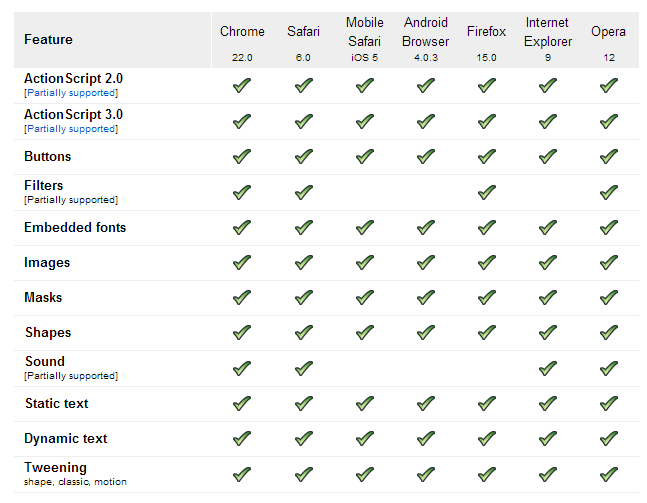 Feature
Chrome
22.0
Safari
6.0
Mobile
Safari
iOS 5
Android
Browser
4.0.3
Firefox
15.0
Internet
Explorer
9
Opera
12
ActionScript 2.0
[Partially supported]
ActionScript 3.0
[Partially supported]
Buttons
Filters
[Partially supported]
Embedded fonts
Images
Masks
Shapes
Sound
[Partially supported]
Static text
Dynamic text
Tweening
shape, classic, motion